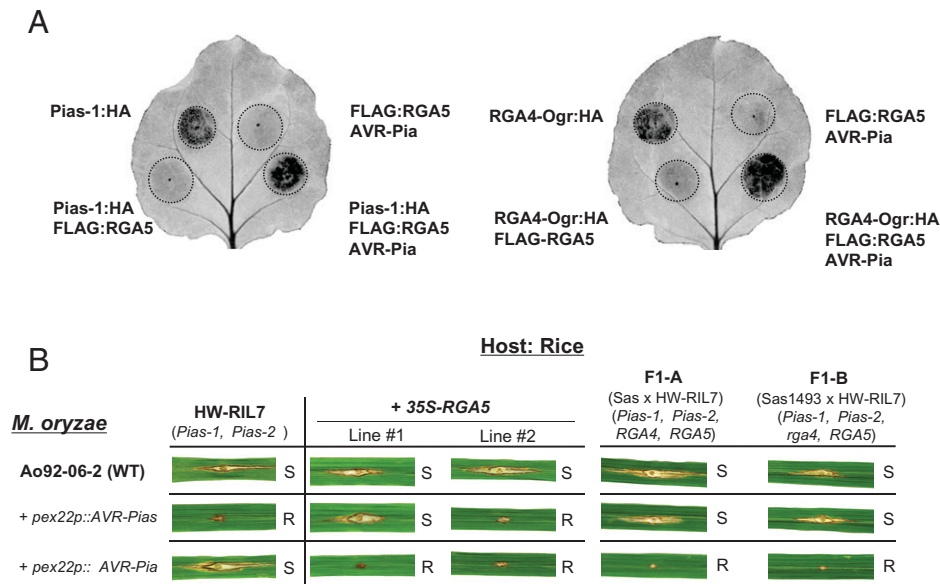 A
Pias-1:HA
FLAG:RGA5
AVR-Pia
Pias-1:HA
FLAG:RGA5
Pias-1:HA
FLAG:RGA5
AVR-Pia
RGA4-Ogr:HA
FLAG:RGA5
AVR-Pia
RGA4-Ogr:HA
FLAG-RGA5
RGA4-Ogr:HA
FLAG:RGA5
AVR-Pia
B
Host: Rice
M. oryzae
HW-RIL7
(Pias-1, Pias-2 )
+ 35S-RGA5
Line #1
Line #2
F1-A
(Sas x HW-RIL7)
(Pias-1, Pias-2,
RGA4, RGA5)
F1-B
(Sas1493 x HW-RIL7)
(Pias-1, Pias-2,
rga4, RGA5)
Ao92-06-2 (WT) S S S S S
+ pex22p::AVR-Pias R S R S S
+ pex22p:: AVR-Pia S R R R R